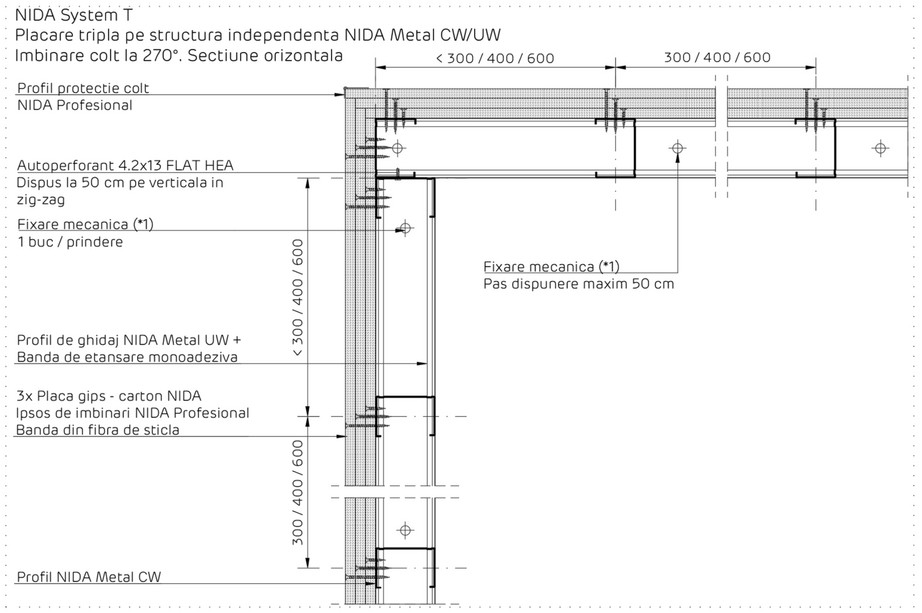 NIDA System T
Placare tripla pe structura independenta NIDA Metal CW/UW
Imbinare colt la 270°. Sectiune orizontala
< 300 / 400 / 600
300 / 400 / 600
Profil protectie colt
NIDA Profesional
Autoperforant 4.2x13 FLAT HEA
Dispus la 50 cm pe verticala in
zig-zag
Fixare mecanica (*1)
1 buc / prindere
< 300 / 400 / 600
Fixare mecanica (*1)
Pas dispunere maxim 50 cm
Profil de ghidaj NIDA Metal UW +
Banda de etansare monoadeziva
3x Placa gips - carton NIDA
Ipsos de imbinari NIDA Profesional
Banda din fibra de sticla
300 / 400 / 600
Profil NIDA Metal CW